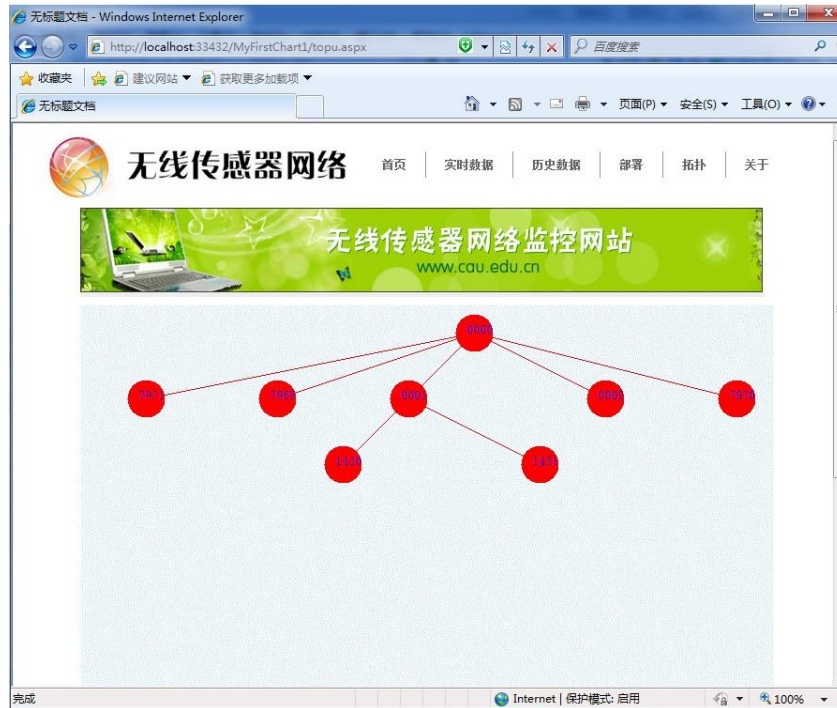 无标题文档 - Windows Internet Explorer
http://localhost:33432/MyFirstChart1/topu.aspx
百度搜索
收藏夹 建议网站 获取更多加载项
无标题文档
页面(P) 安全(S) 工具(O)
无线传感器网络
首页 实时数据 历史数据 部署 拓扑 关于
无线传感器网络监控网站
www.cau.edu.cn
0000
7971 0001 7970
完成 Internet | 保护模式: 启用 100%